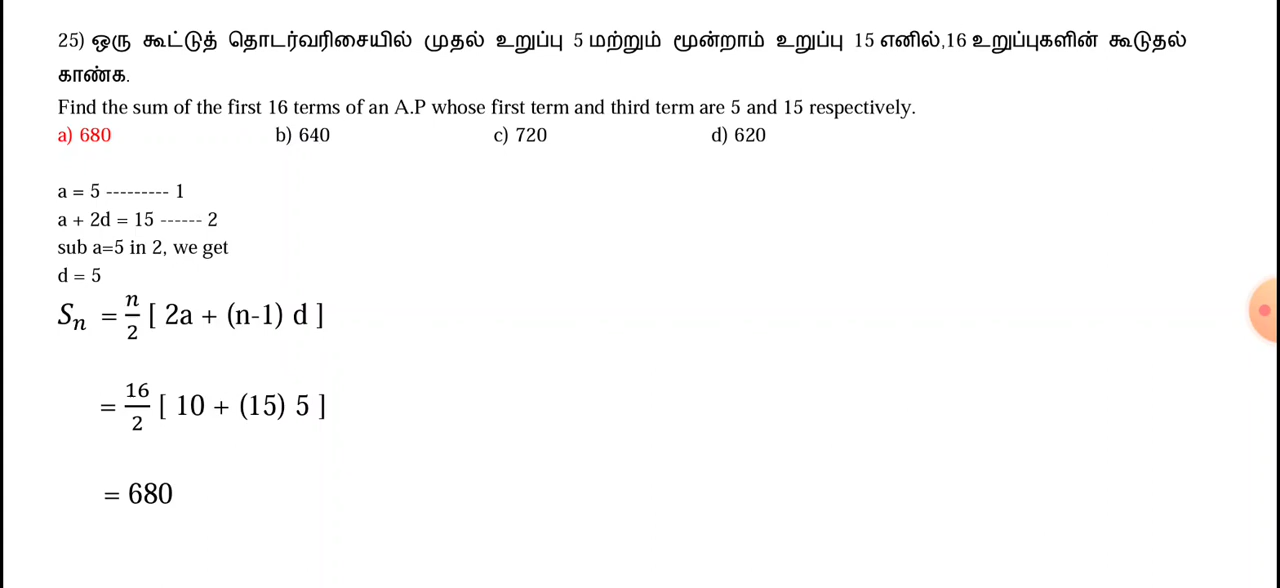 25) ஒரு கூட்டுத் தொடர்வரிசையில் முதல் உறுப்பு 5 மற்றும் மூன்றாம் உறுப்பு 15 எனில்,16 உறுப்புகளின் கூடுதல்
காண்க.
Find the sum of the first 16 terms of an A.P whose first term and third term are 5 and 15 respectively.
a) 680 b) 640 c) 720 d) 620
a = 5 --------- 1
a + 2d = 15 ------ 2
sub a=5 in 2, we get
d = 5
Sₙ = n/2 [ 2a + (n-1) d ]
= 16/2 [ 10 + (15) 5 ]
= 680